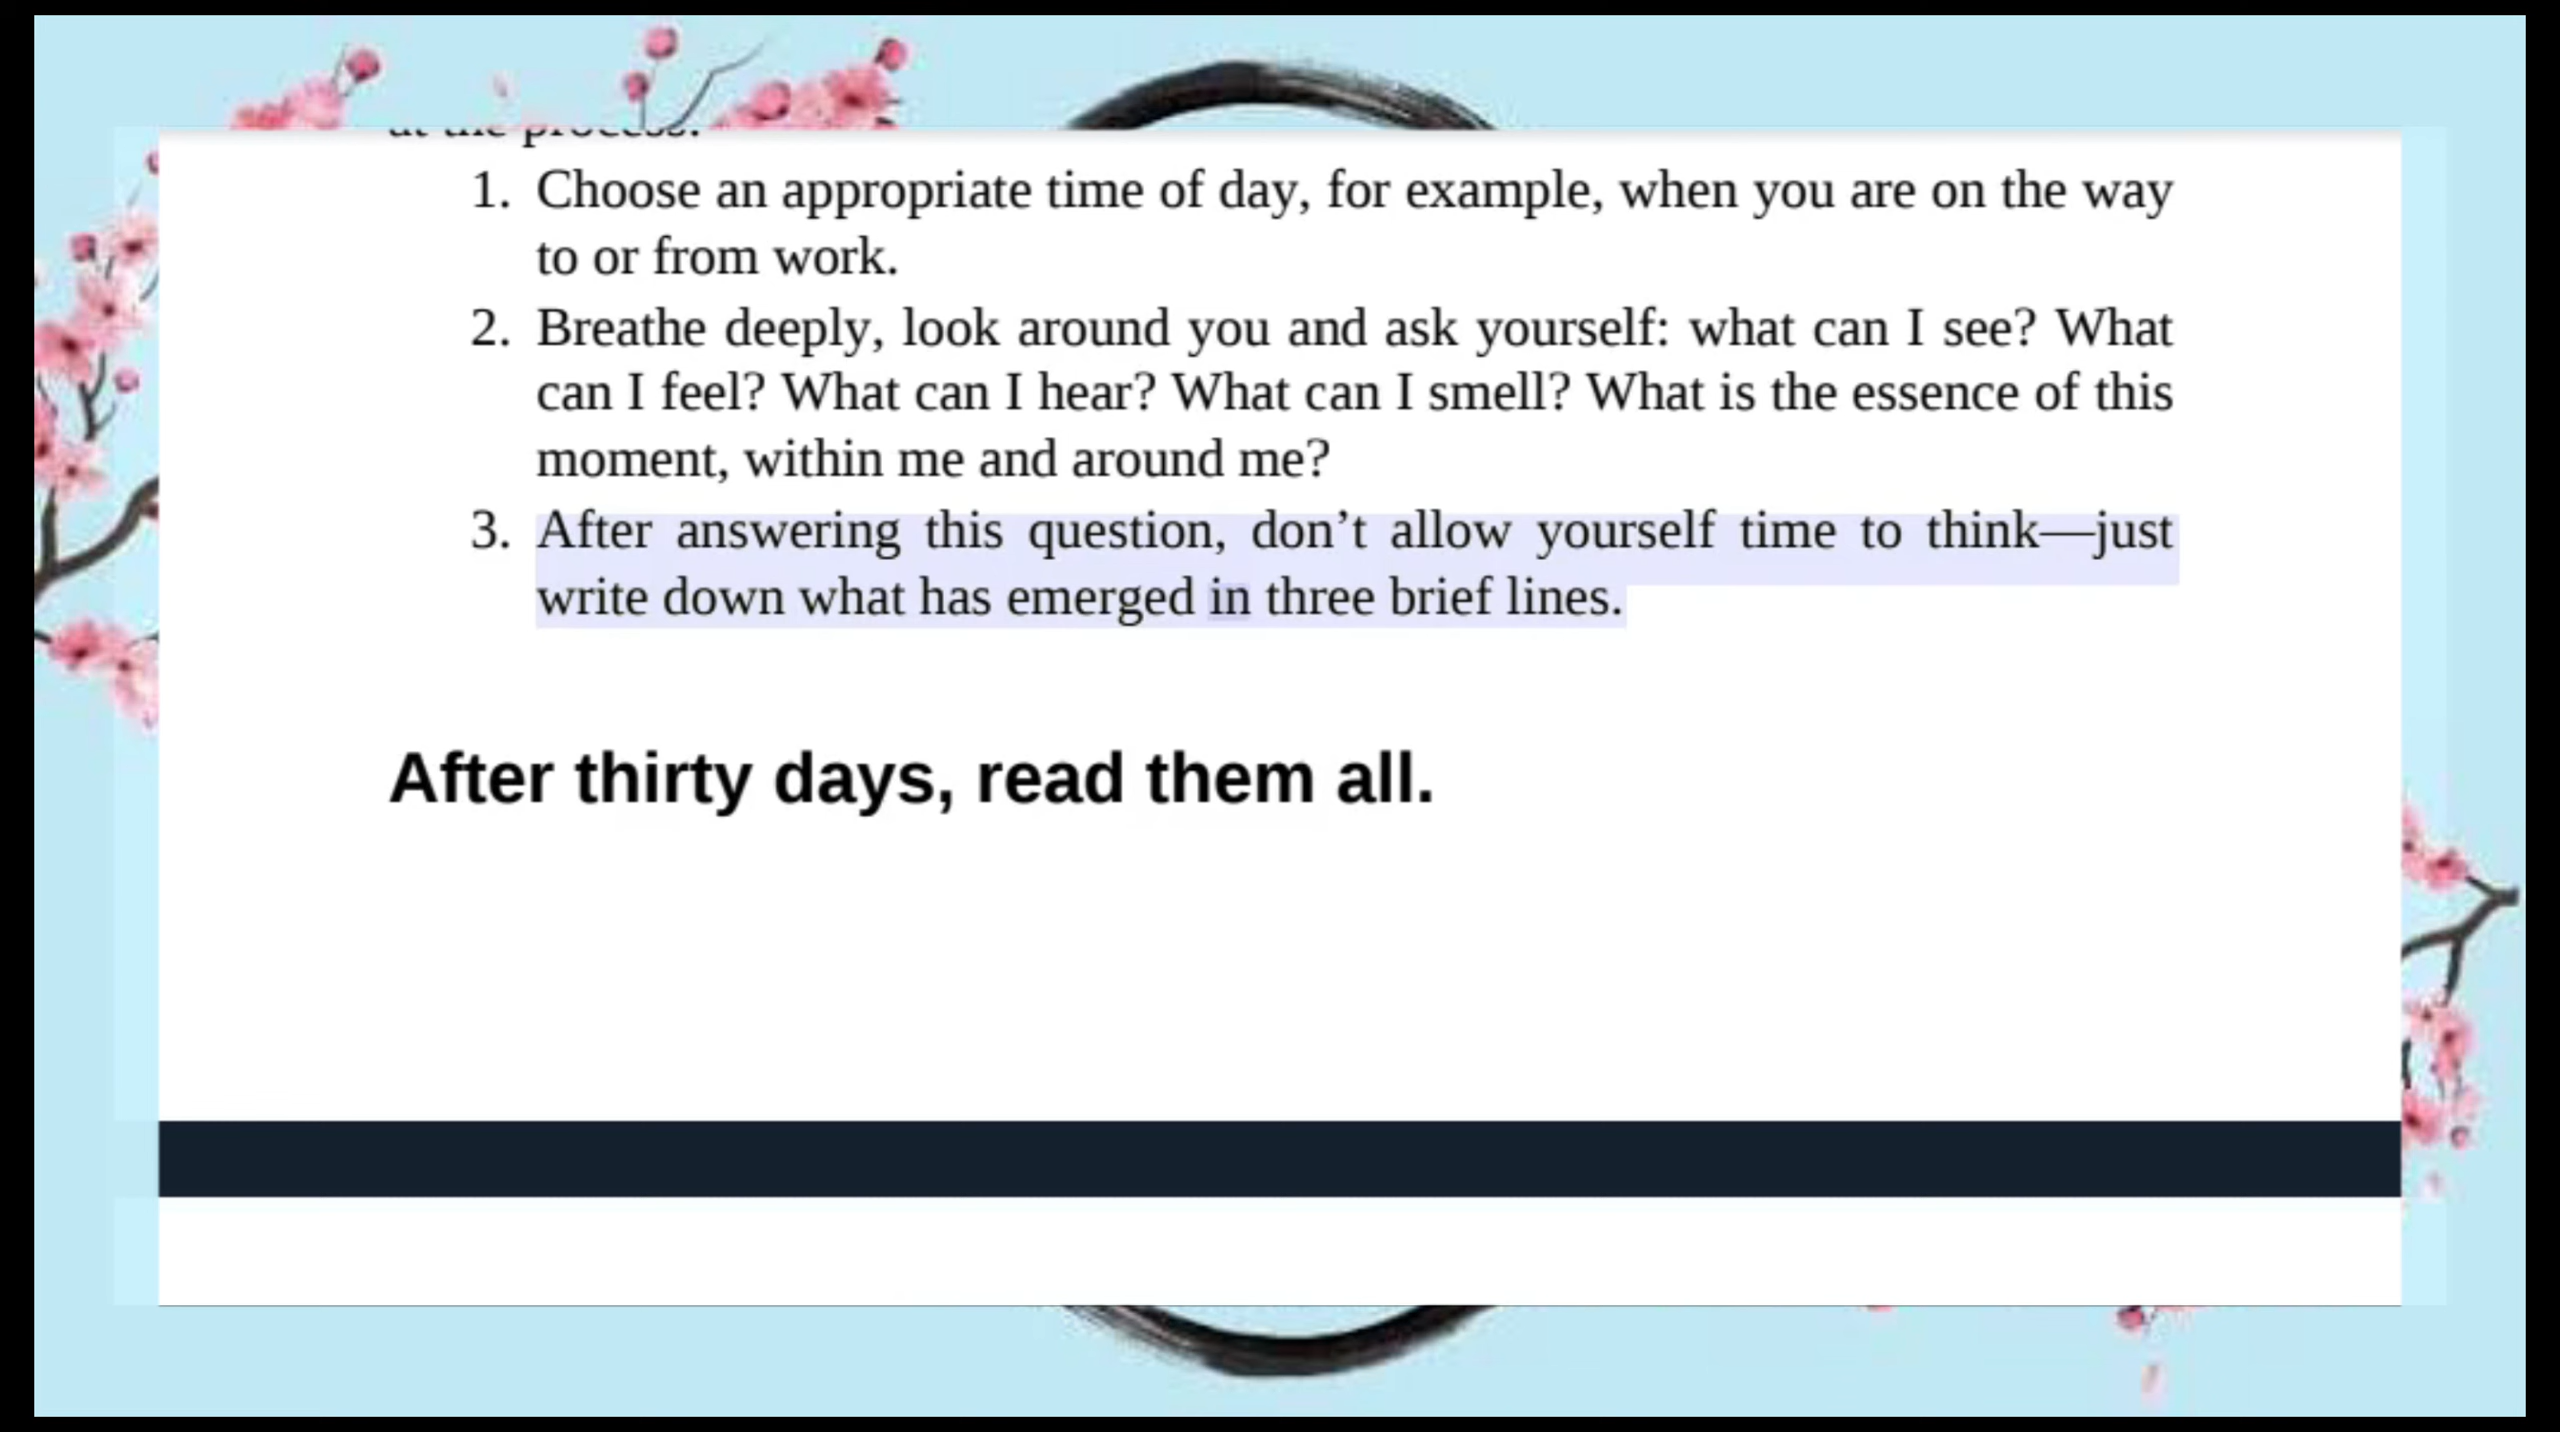 at the process.
1. Choose an appropriate time of day, for example, when you are on the way
to or from work.
2. Breathe deeply, look around you and ask yourself: what can I see? What
can I feel? What can I hear? What can I smell? What is the essence of this
moment, within me and around me?
3. After answering this question, don’t allow yourself time to think—just
write down what has emerged in three brief lines.
After thirty days, read them all.